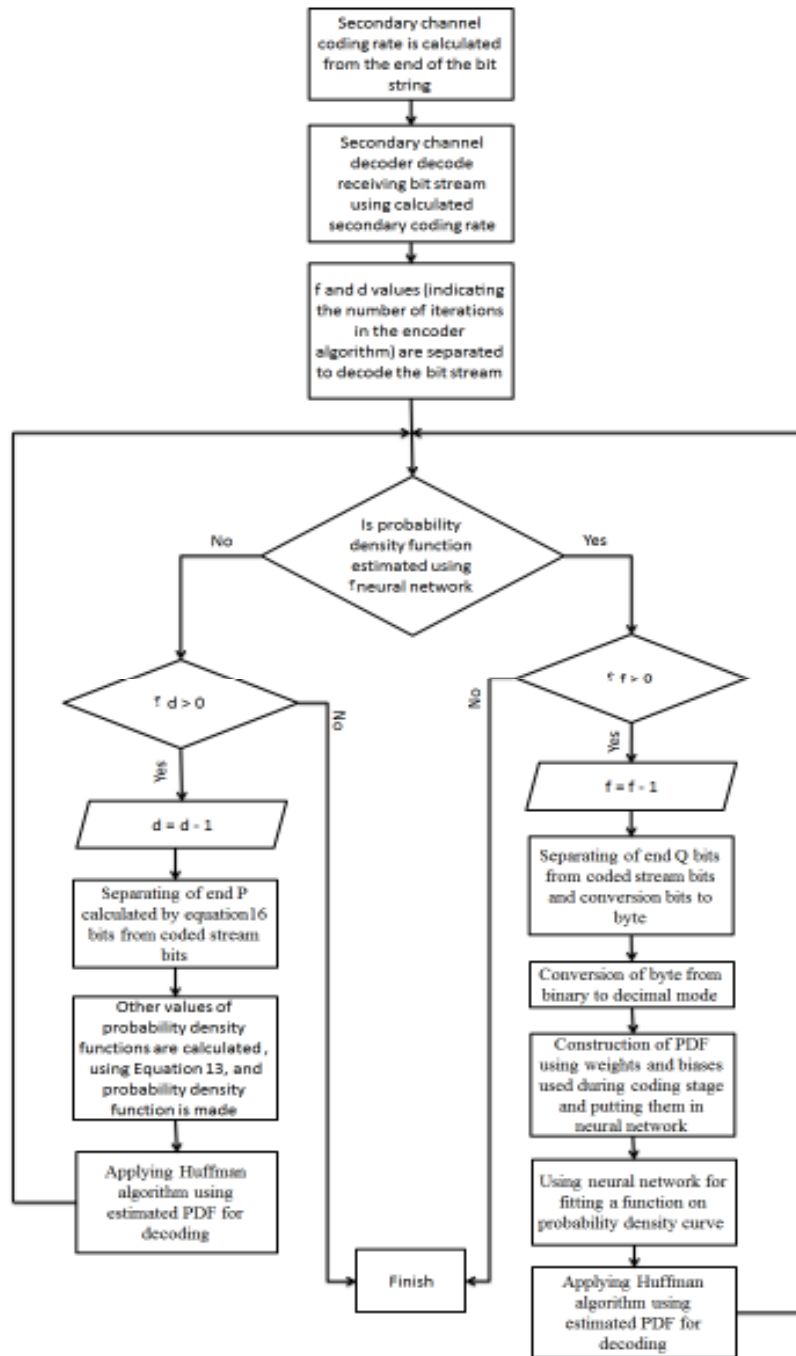 Secondary channel
coding rate is calculated
from the end of the bit
string
Secondary channel
decoder decode
receiving bit stream
using calculated
secondary coding rate
f and d values (indicating
the number of iterations
in the encoder
algorithm) are separated
to decode the bit stream
Is probability
density function
estimated using
؟neural network
No
Yes
؟ d > 0
No
Yes
d = d - 1
Separating of end P
calculated by equation16
bits from coded stream
bits
Other values of
probability density
functions are calculated ,
using Equation 13, and
probability density
function is made
Applying Huffman
algorithm using
estimated PDF for
decoding
؟ f > 0
No
Yes
f = f - 1
Separating of end Q bits
from coded stream bits
and conversion bits to
byte
Conversion of byte from
binary to decimal mode
Construction of PDF
using weights and biases
used during coding stage
and putting them in
neural network
Using neural network for
fitting a function on
probability density curve
Applying Huffman
algorithm using
estimated PDF for
decoding
Finish